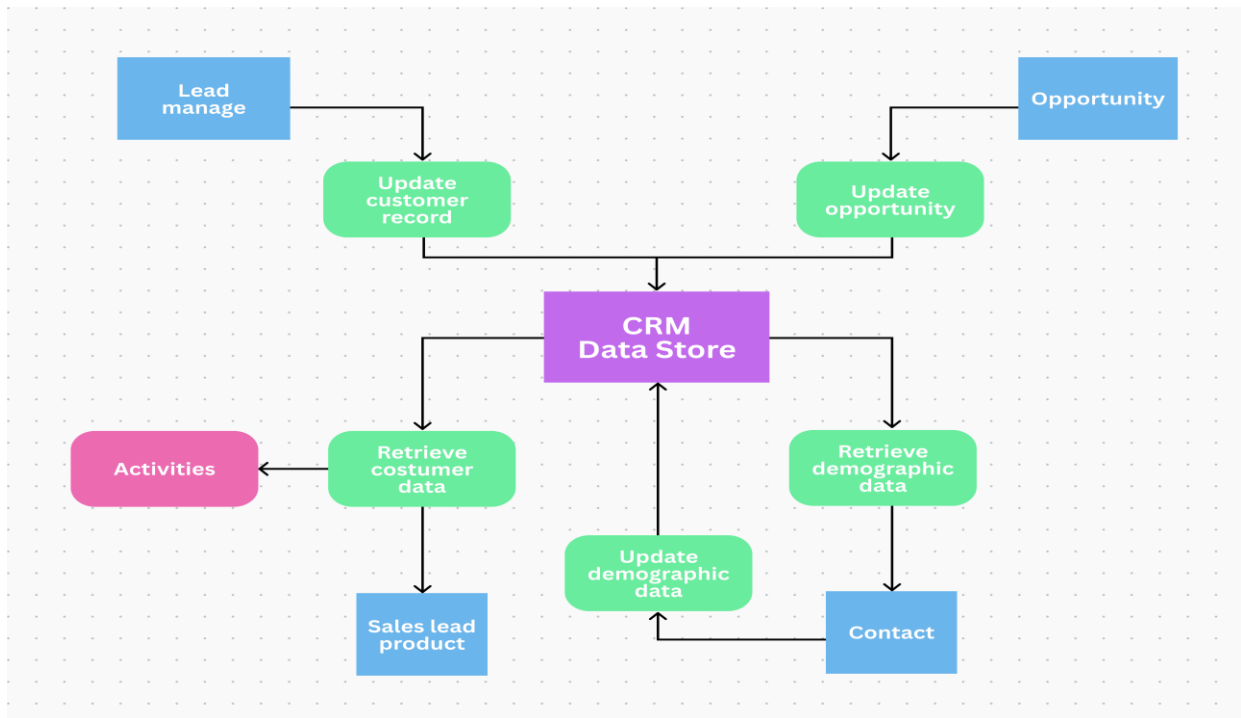 Lead
manage
Opportunity
Update
customer
record
Update
opportunity
CRM
Data Store
Activities
Retrieve
costumer
data
Retrieve
demographic
data
Update
demographic
data
Sales lead
product
Contact